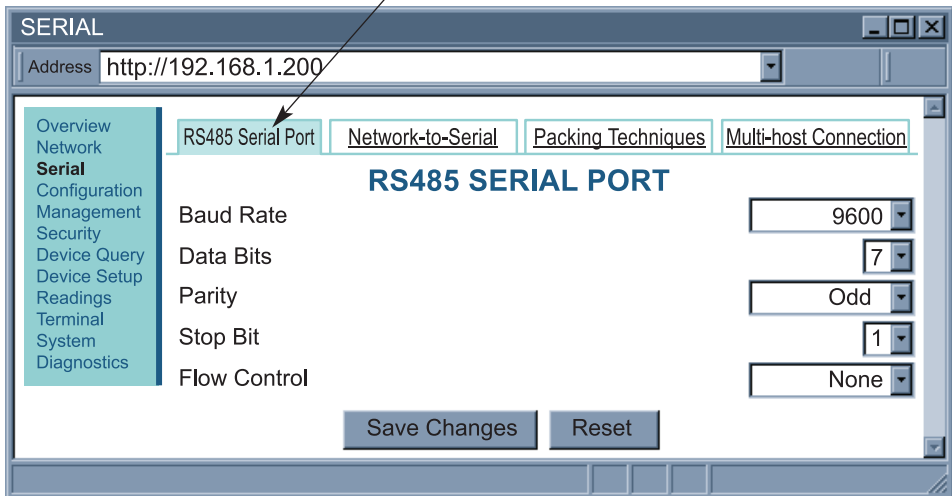 SERIAL
Address http://192.168.1.200
Overview
Network
Serial
Configuration
Management
Security
Device Query
Device Setup
Readings
Terminal
System
Diagnostics
RS485 Serial Port Network-to-Serial Packing Techniques Multi-host Connection
RS485 SERIAL PORT
Baud Rate 9600
Data Bits 7
Parity Odd
Stop Bit 1
Flow Control None
Save Changes Reset